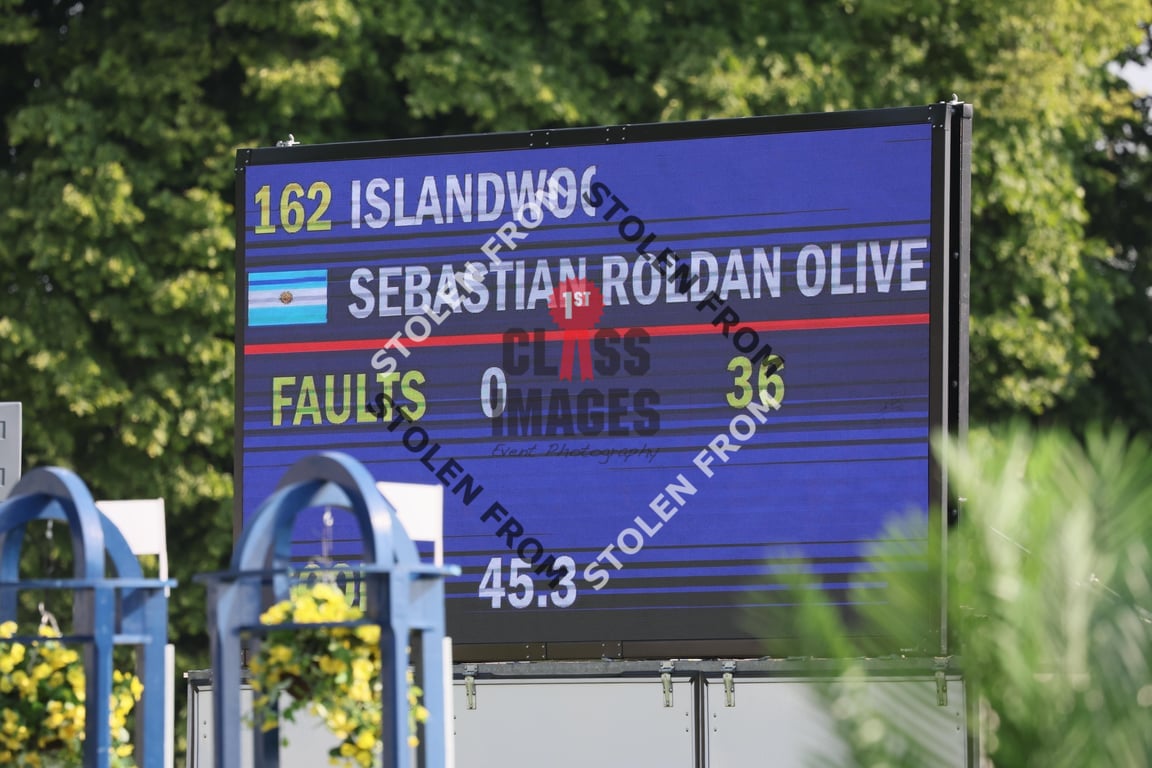 162 ISLANDWOO
SEBASTIAN ROLDAN OLIVE
FAULTS 0 36
45.3
1ST
CLASS
IMAGES
Event Photography
STOLEN FROM
STOLEN FROM
STOLEN FROM
STOLEN FROM